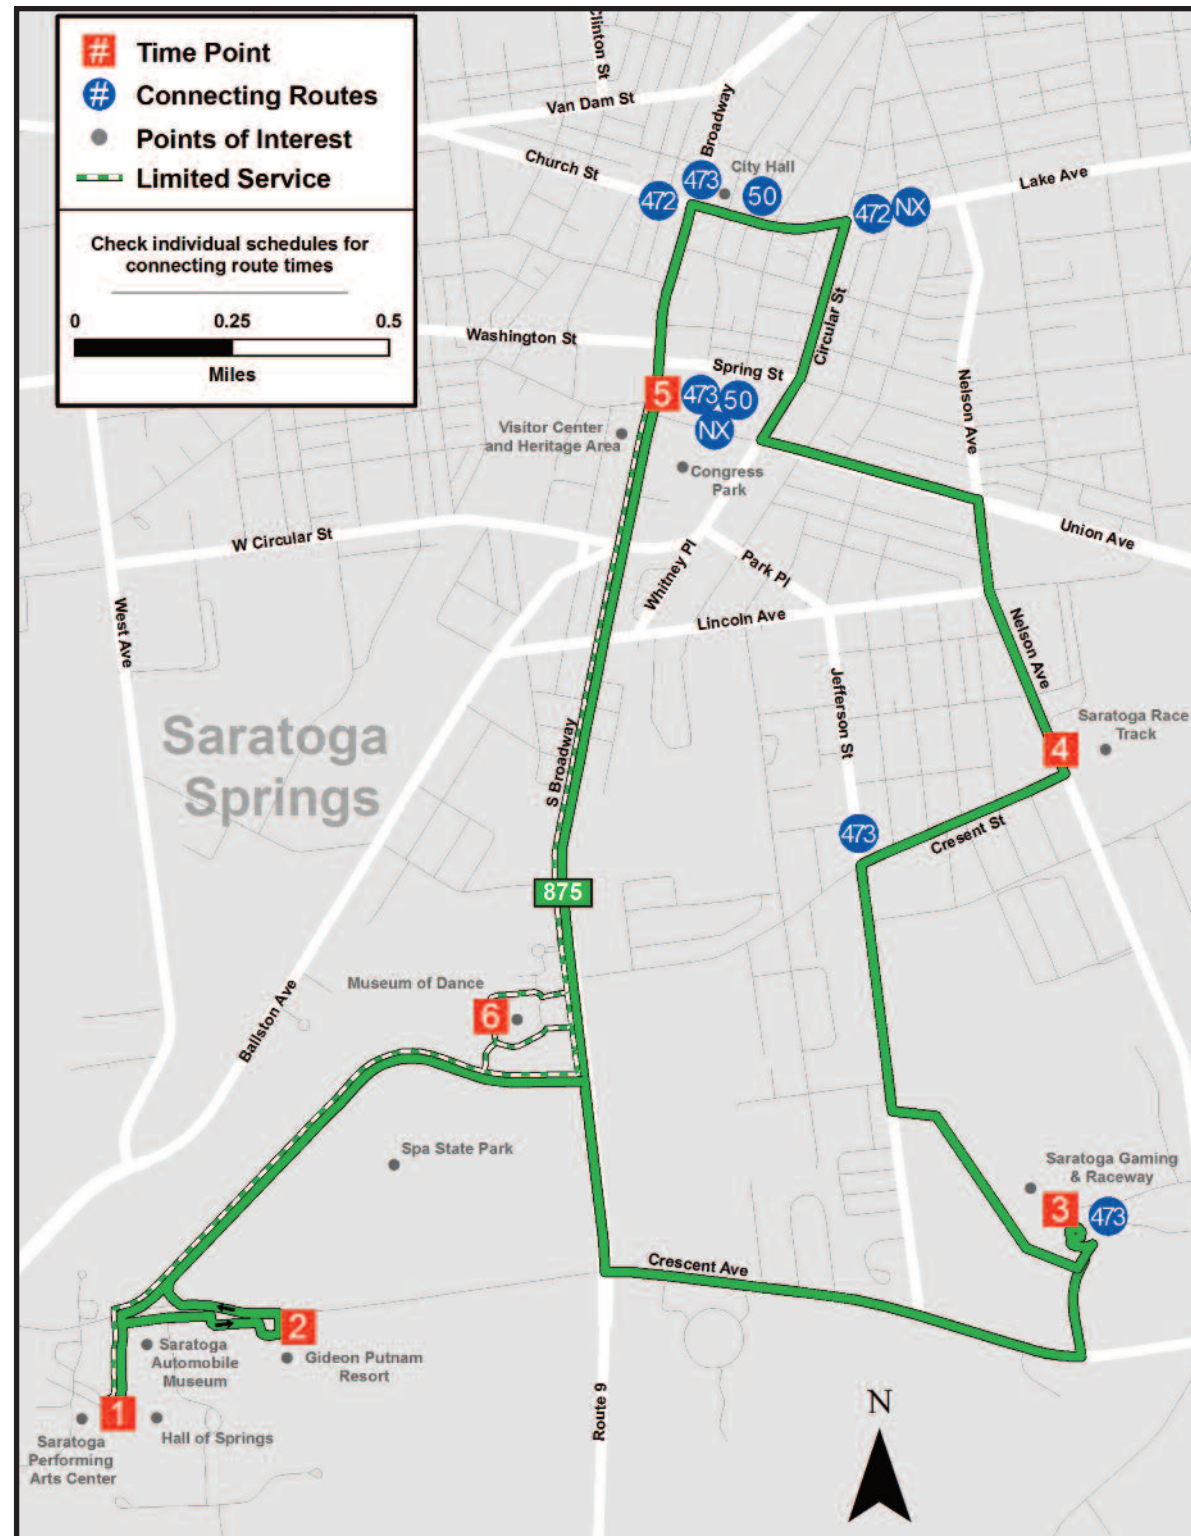 # Time Point
# Connecting Routes
Points of Interest
Limited Service
Check individual schedules for
connecting route times
0 0.25 0.5
Miles
Clinton St
Van Dam St
Broadway
Church St
City Hall
473
50
472
472
NX
Lake Ave
Washington St
Spring St
Circular St
Nelson Ave
5
473
50
NX
Visitor Center
and Heritage Area
Congress
Park
W Circular St
Whitney Pl
Park Pl
Union Ave
Lincoln Ave
West Ave
Nelson Ave
Jefferson St
Saratoga
Springs
S Broadway
Saratoga Race
Track
4
473
Cresent St
875
Museum of Dance
6
Ballston Ave
Spa State Park
Saratoga Gaming
& Raceway
3
473
Crescent Ave
2
Saratoga
Automobile
Museum
Gideon Putnam
Resort
1
Hall of Springs
Saratoga
Performing
Arts Center
Route 9
N